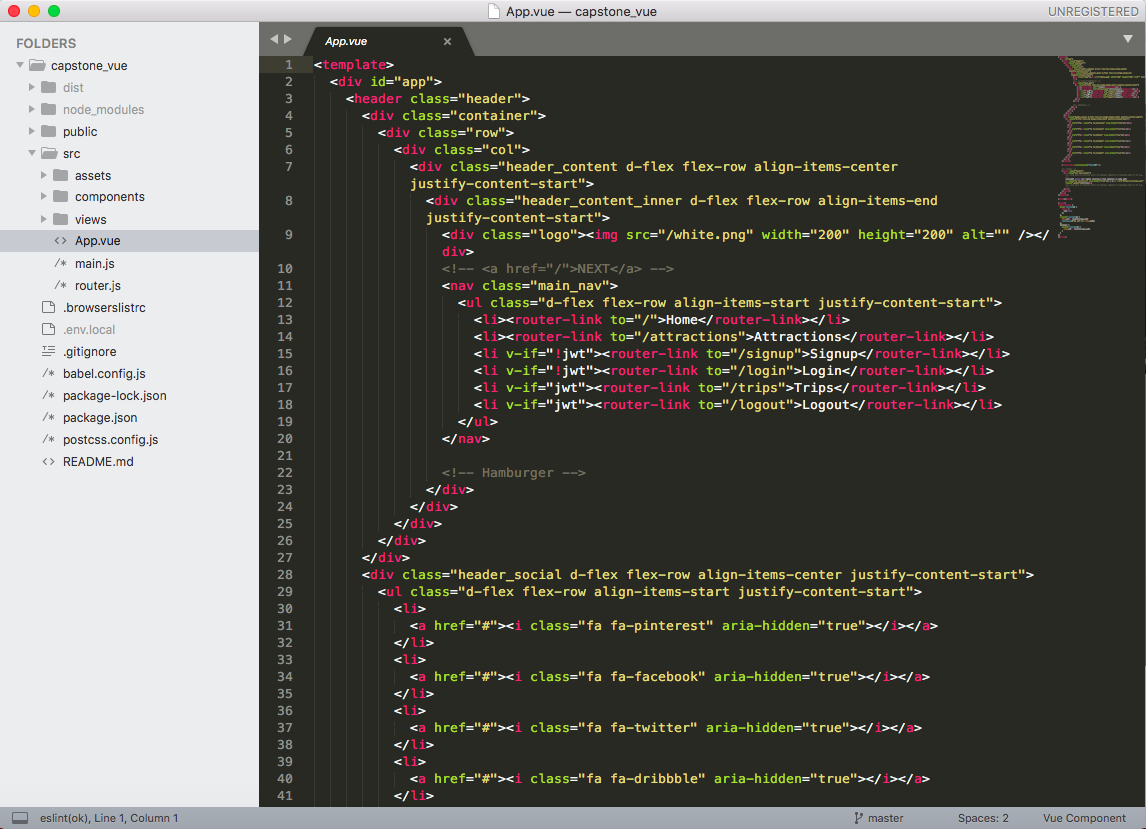 App.vue — capstone_vue
UNREGISTERED
FOLDERS
capstone_vue
dist
node_modules
public
src
assets
components
views
<> App.vue
/* main.js
/* router.js
.browserslistrc
.env.local
.gitignore
/* babel.config.js
/* package-lock.json
/* package.json
/* postcss.config.js
<> README.md
App.vue ×
1 <template>
2 <div id="app">
3 <header class="header">
4 <div class="container">
5 <div class="row">
6 <div class="col">
7 <div class="header_content d-flex flex-row align-items-center
justify-content-start">
8 <div class="header_content_inner d-flex flex-row align-items-end
justify-content-start">
9 <div class="logo"><img src="/white.png" width="200" height="200" alt="" /></
div>
10 <!-- <a href="/">NEXT</a> -->
11 <nav class="main_nav">
12 <ul class="d-flex flex-row align-items-start justify-content-start">
13 <li><router-link to="/">Home</router-link></li>
14 <li><router-link to="/attractions">Attractions</router-link></li>
15 <li v-if="!jwt"><router-link to="/signup">Signup</router-link></li>
16 <li v-if="!jwt"><router-link to="/login">Login</router-link></li>
17 <li v-if="jwt"><router-link to="/trips">Trips</router-link></li>
18 <li v-if="jwt"><router-link to="/logout">Logout</router-link></li>
19 </ul>
20 </nav>
21
22 <!-- Hamburger -->
23 </div>
24 </div>
25 </div>
26 </div>
27 </div>
28 <div class="header_social d-flex flex-row align-items-center justify-content-start">
29 <ul class="d-flex flex-row align-items-start justify-content-start">
30 <li>
31 <a href="#"><i class="fa fa-pinterest" aria-hidden="true"></i></a>
32 </li>
33 <li>
34 <a href="#"><i class="fa fa-facebook" aria-hidden="true"></i></a>
35 </li>
36 <li>
37 <a href="#"><i class="fa fa-twitter" aria-hidden="true"></i></a>
38 </li>
39 <li>
40 <a href="#"><i class="fa fa-dribbble" aria-hidden="true"></i></a>
41 </li>
eslint(ok), Line 1, Column 1
master
Spaces: 2
Vue Component